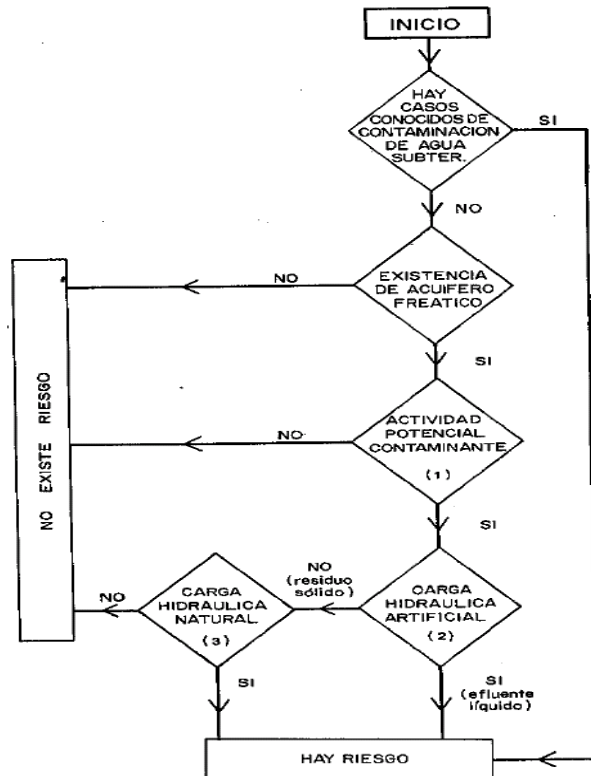 INICIO
HAY
CASOS
CONOCIDOS DE
CONTAMINACION
DE AGUA
SUBTER.
SI
NO
EXISTENCIA
DE ACUIFERO
FREATICO
NO
SI
ACTIVIDAD
POTENCIAL
CONTAMINANTE
(1)
NO
SI
CARGA
HIDRAULICA
ARTIFICIAL
(2)
NO
(residuo
sólido)
CARGA
HIDRAULICA
NATURAL
(3)
NO
SI
SI
(efluente
líquido)
NO EXISTE RIESGO
HAY RIESGO